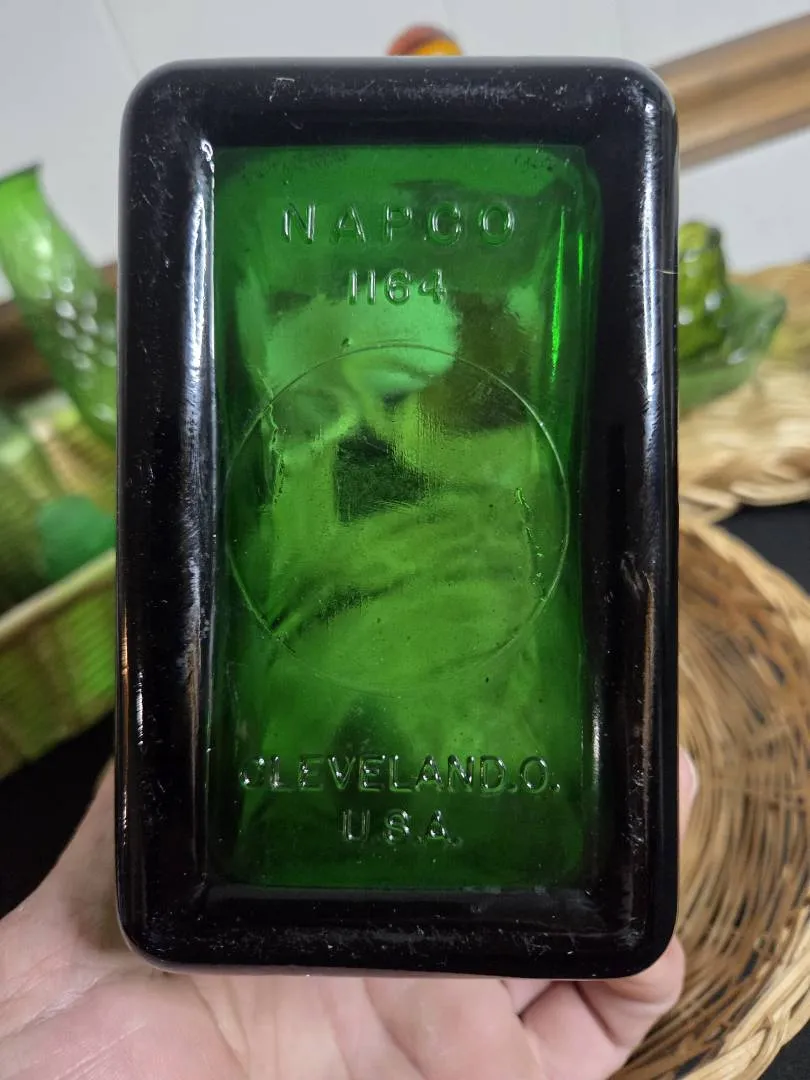 NAPCO
1164
CLEVELAND.O.
U.S.A.